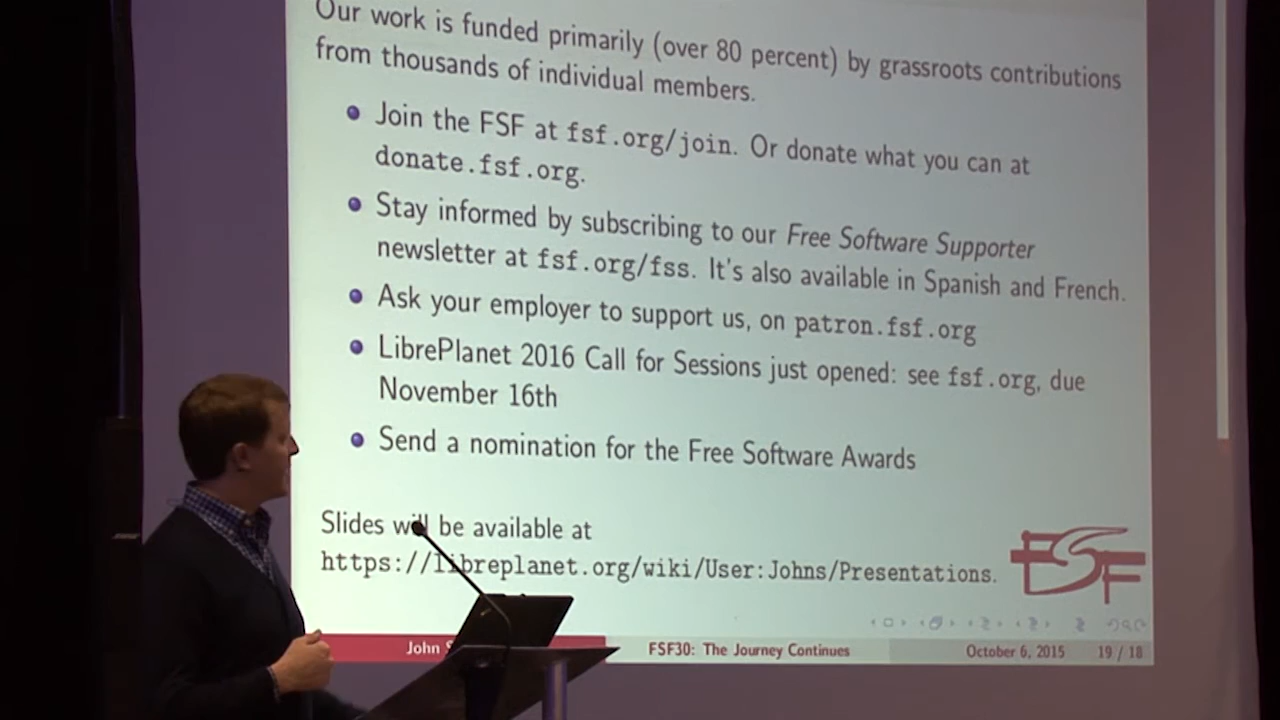 Our work is funded primarily (over 80 percent) by grassroots contributions
from thousands of individual members.
Join the FSF at fsf.org/join. Or donate what you can at
donate.fsf.org.
Stay informed by subscribing to our Free Software Supporter
newsletter at fsf.org/fss. It's also available in Spanish and French.
Ask your employer to support us, on patron.fsf.org
LibrePlanet 2016 Call for Sessions just opened: see fsf.org, due
November 16th
Send a nomination for the Free Software Awards
Slides will be available at
https://libreplanet.org/wiki/User:Johns/Presentations.
FSF
John
FSF30: The Journey Continues
October 6, 2015
19 / 18